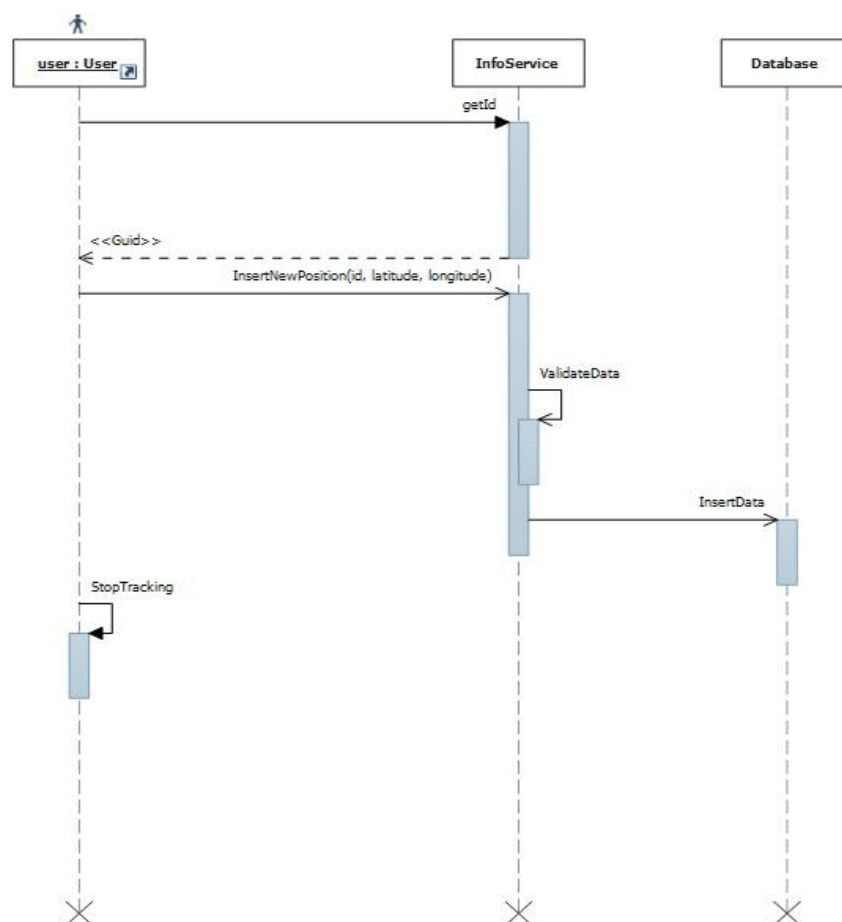 user : User
InfoService
Database
getId
<<Guid>>
InsertNewPosition(id, latitude, longitude)
ValidateData
InsertData
StopTracking